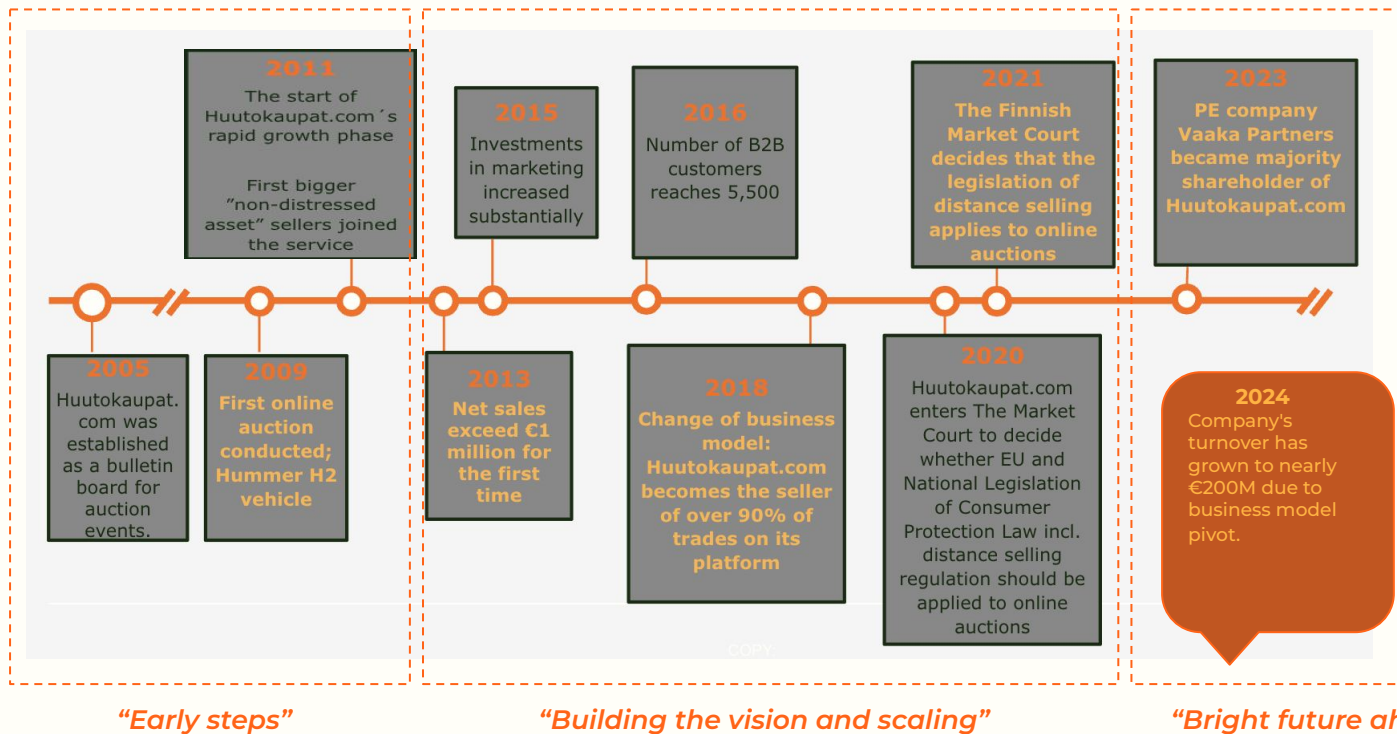 2011
The start of
Huutokaupat.com´s
rapid growth phase
First bigger
”non-distressed
asset” sellers joined
the service
2015
Investments
in marketing
increased
substantially
2016
Number of B2B
customers
reaches 5,500
2021
The Finnish
Market Court
decides that the
legislation of
distance selling
applies to online
auctions
2023
PE company
Vaaka Partners
became majority
shareholder of
Huutokaupat.com
2005
Huutokaupat.
com was
established
as a bulletin
board for
auction
events.
2009
First online
auction
conducted;
Hummer H2
vehicle
2013
Net sales
exceed €1
million for
the first
time
2018
Change of business
model:
Huutokaupat.com
becomes the seller
of over 90% of
trades on its
platform
2020
Huutokaupat.com
enters The Market
Court to decide
whether EU and
National Legislation
of Consumer
Protection Law incl.
distance selling
regulation should be
applied to online
auctions
2024
Company's
turnover has
grown to nearly
€200M due to
business model
pivot.
COPY
“Early steps”
“Building the vision and scaling”
“Bright future